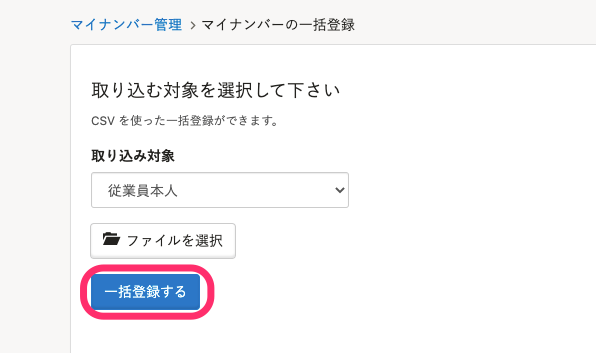 マイナンバー管理 > マイナンバーの一括登録
取り込む対象を選択して下さい
CSV を使った一括登録ができます。
取り込み対象
従業員本人
ファイルを選択
一括登録する